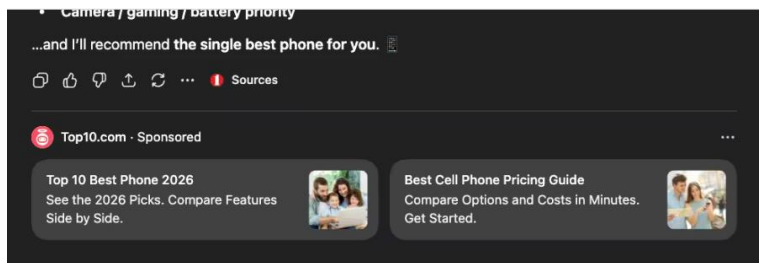 • Camera / gaming / battery priority
...and I'll recommend the single best phone for you.
Sources
Top10.com · Sponsored
Top 10 Best Phone 2026
See the 2026 Picks. Compare Features
Side by Side.
Best Cell Phone Pricing Guide
Compare Options and Costs in Minutes.
Get Started.